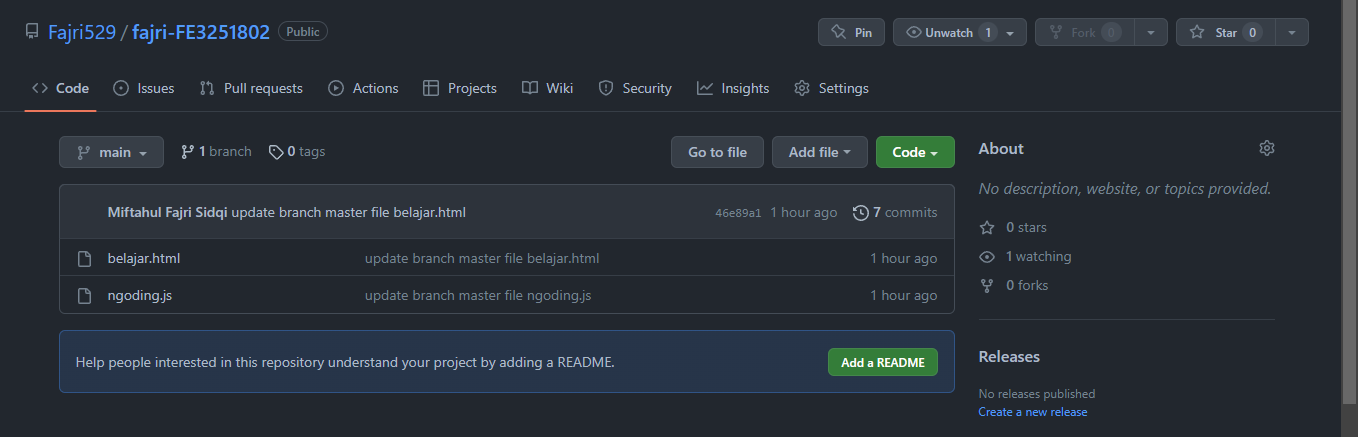 Fajri529 / fajri-FE3251802 Public Pin Unwatch 1 Fork 0 Star 0
Code Issues Pull requests Actions Projects Wiki Security Insights Settings
main 1 branch 0 tags Go to file Add file Code
Miftahul Fajri Sidqi update branch master file belajar.html 46e89a1 1 hour ago 7 commits
belajar.html update branch master file belajar.html 1 hour ago
ngoding.js update branch master file ngoding.js 1 hour ago
Help people interested in this repository understand your project by adding a README. Add a README
About
No description, website, or topics provided.
0 stars
1 watching
0 forks
Releases
No releases published
Create a new release